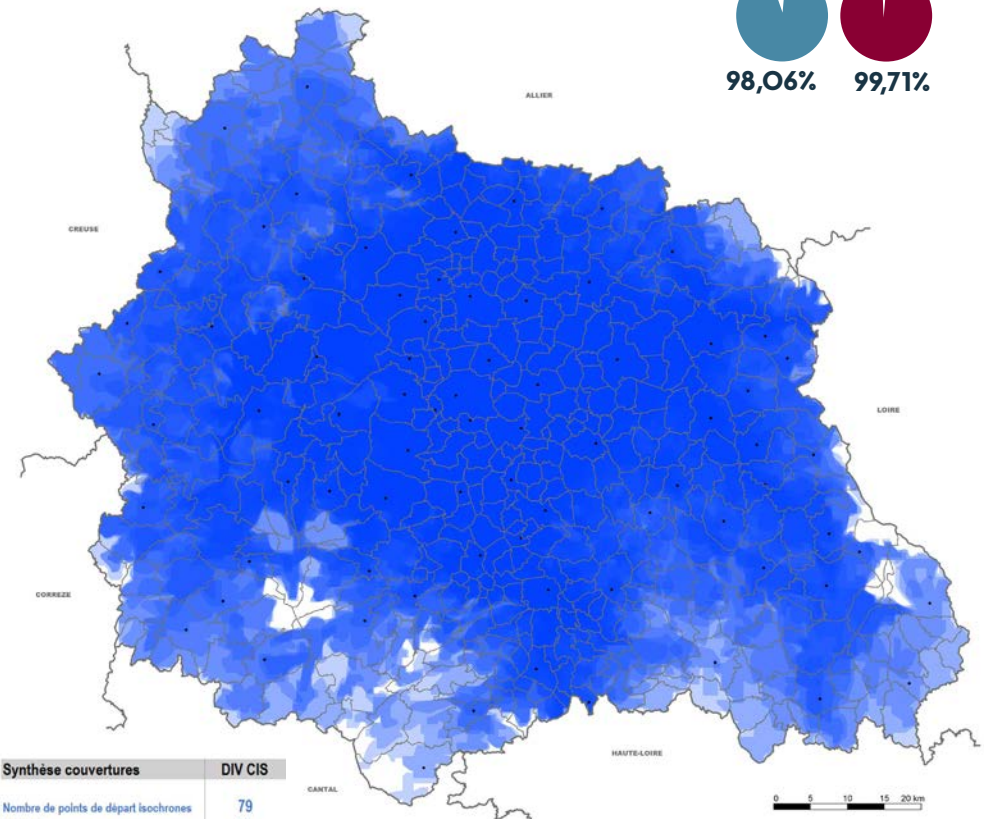 98,06% 99,71%
ALLIER
CREUSE
LOIRE
CORREZE
HAUTE-LOIRE
CANTAL
Synthèse couvertures DIV CIS
Nombre de points de départ isochrones 79
0 5 10 15 20 km